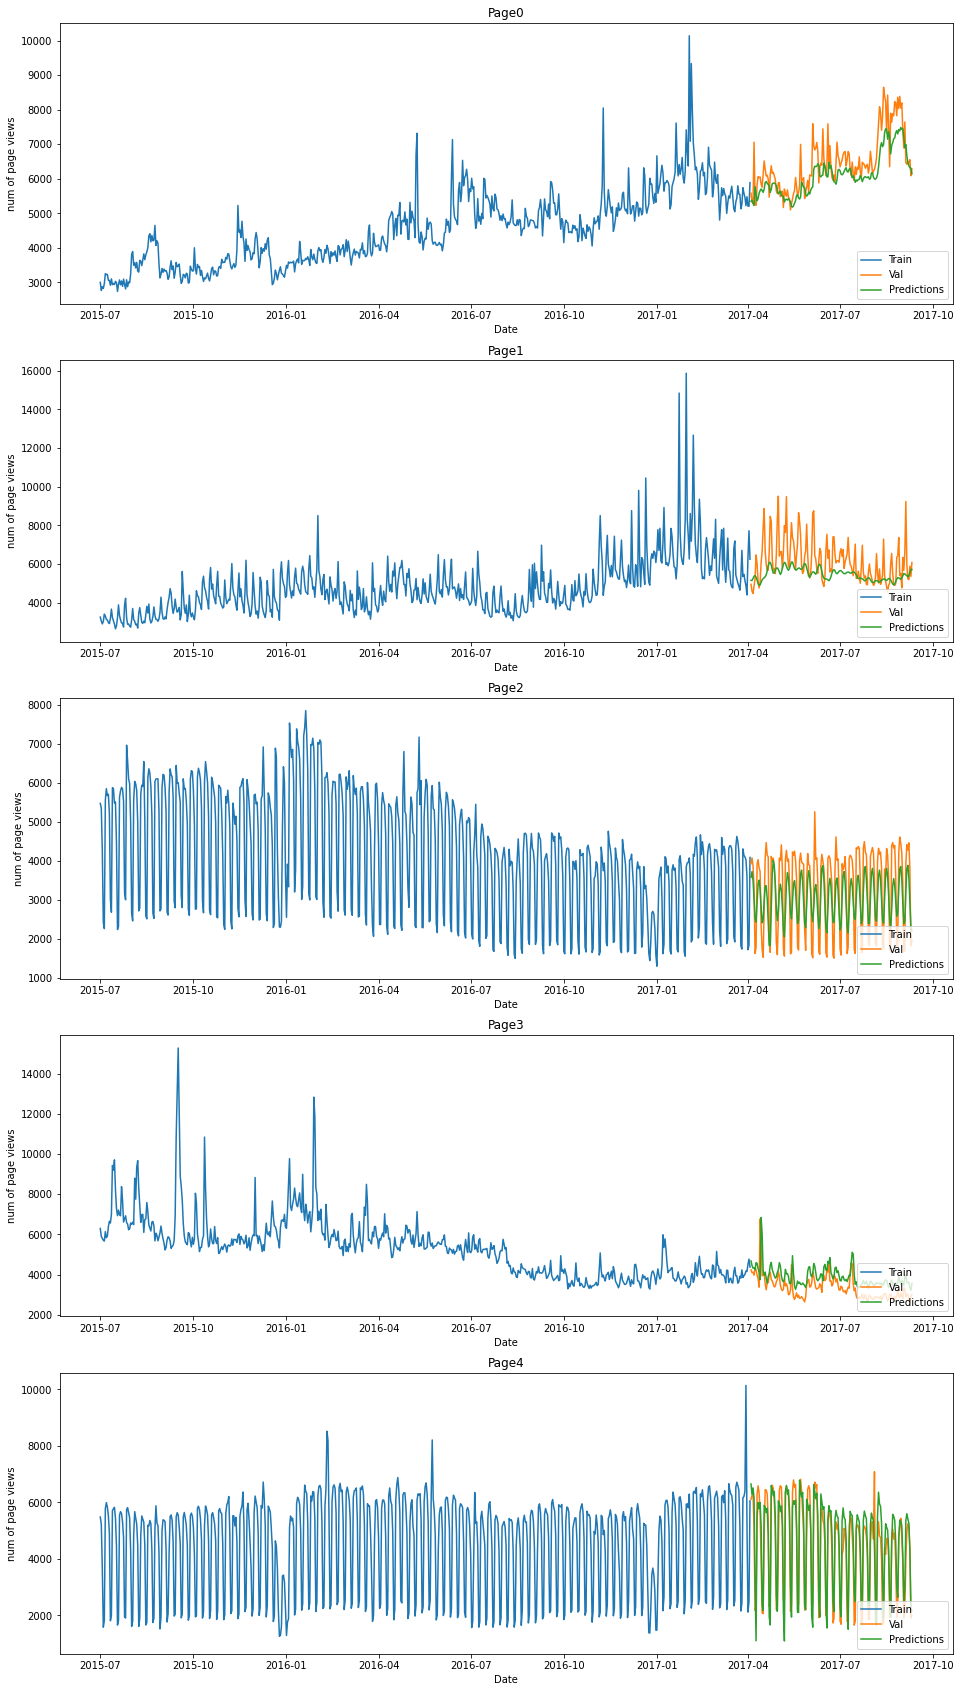 Page0
10000
9000
8000
7000
6000
5000
4000
3000
num of page views
2015-07 2015-10 2016-01 2016-04 2016-07 2016-10 2017-01 2017-04 2017-07 2017-10
Date
Train
Val
Predictions
Page1
16000
14000
12000
10000
8000
6000
4000
num of page views
2015-07 2015-10 2016-01 2016-04 2016-07 2016-10 2017-01 2017-04 2017-07 2017-10
Date
Train
Val
Predictions
Page2
8000
7000
6000
5000
4000
3000
2000
1000
num of page views
2015-07 2015-10 2016-01 2016-04 2016-07 2016-10 2017-01 2017-04 2017-07 2017-10
Date
Train
Val
Predictions
Page3
14000
12000
10000
8000
6000
4000
2000
num of page views
2015-07 2015-10 2016-01 2016-04 2016-07 2016-10 2017-01 2017-04 2017-07 2017-10
Date
Train
Val
Predictions
Page4
10000
8000
6000
4000
2000
num of page views
2015-07 2015-10 2016-01 2016-04 2016-07 2016-10 2017-01 2017-04 2017-07 2017-10
Date
Train
Val
Predictions